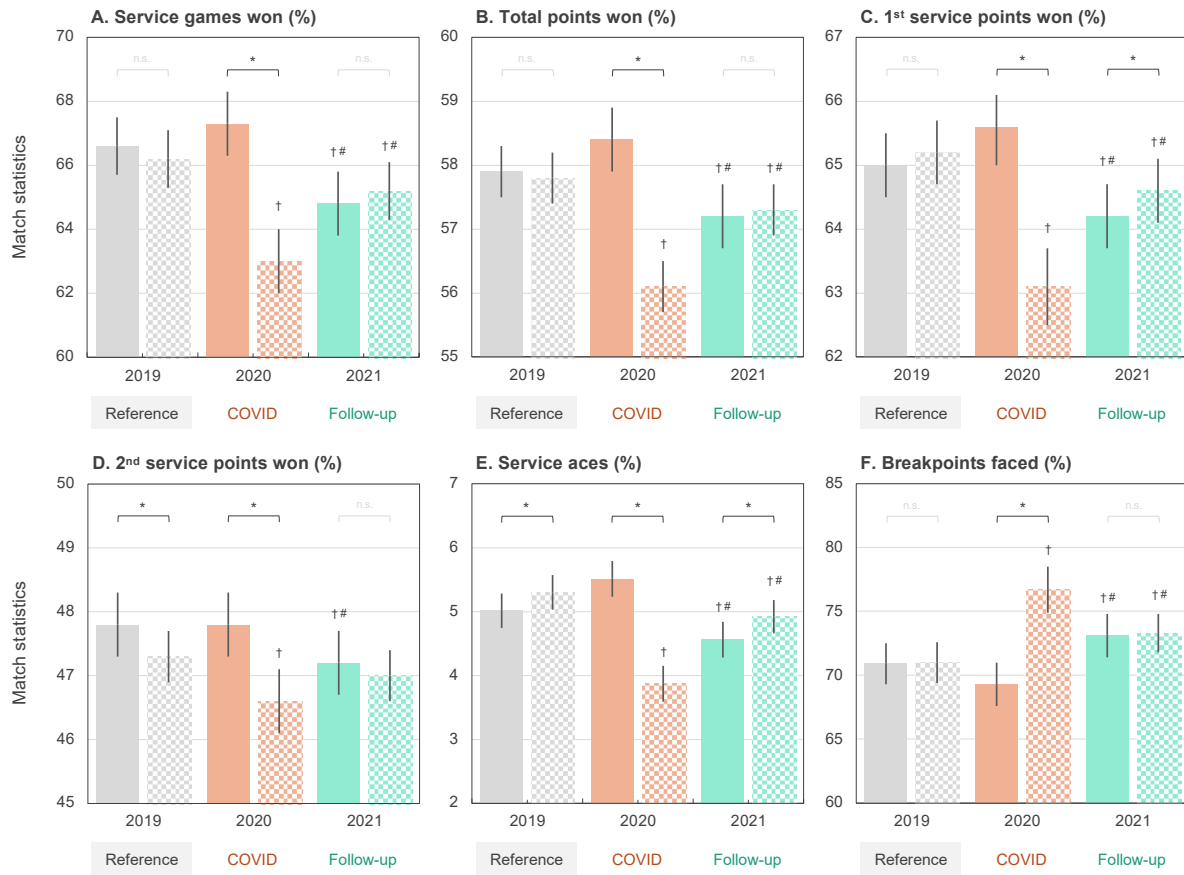 A. Service games won (%)
B. Total points won (%)
C. 1st service points won (%)
Match statistics
70
68
66
64
62
60
n.s.
*
n.s.
†#
†#
†
2019
2020
2021
Reference
COVID
Follow-up
60
59
58
57
56
55
n.s.
*
n.s.
†#
†#
†
2019
2020
2021
Reference
COVID
Follow-up
67
66
65
64
63
62
n.s.
*
*
†#
†#
†
2019
2020
2021
Reference
COVID
Follow-up
D. 2nd service points won (%)
E. Service aces (%)
F. Breakpoints faced (%)
Match statistics
50
49
48
47
46
45
*
*
n.s.
†#
†
2019
2020
2021
Reference
COVID
Follow-up
7
6
5
4
3
2
*
*
*
†#
†#
†
2019
2020
2021
Reference
COVID
Follow-up
85
80
75
70
65
60
n.s.
*
n.s.
†
†#
†#
2019
2020
2021
Reference
COVID
Follow-up